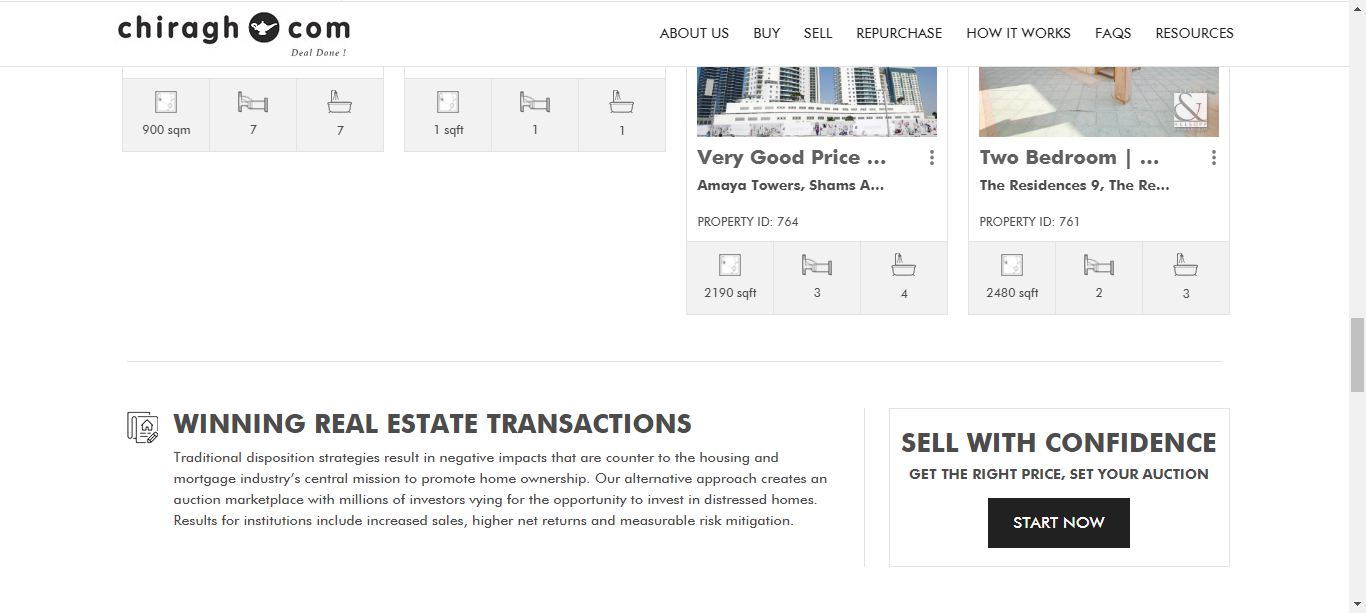 chiragh com
Deal Done !
ABOUT US BUY SELL REPURCHASE HOW IT WORKS FAQS RESOURCES
900 sqm 7 7
1 sqft 1 1
&
Very Good Price ...
Amaya Towers, Shams A...
PROPERTY ID: 764
2190 sqft 3 4
Two Bedroom | ...
The Residences 9, The Re...
PROPERTY ID: 761
2480 sqft 2 3
WINNING REAL ESTATE TRANSACTIONS
Traditional disposition strategies result in negative impacts that are counter to the housing and
mortgage industry’s central mission to promote home ownership. Our alternative approach creates an
auction marketplace with millions of investors vying for the opportunity to invest in distressed homes.
Results for institutions include increased sales, higher net returns and measurable risk mitigation.
SELL WITH CONFIDENCE
GET THE RIGHT PRICE, SET YOUR AUCTION
START NOW